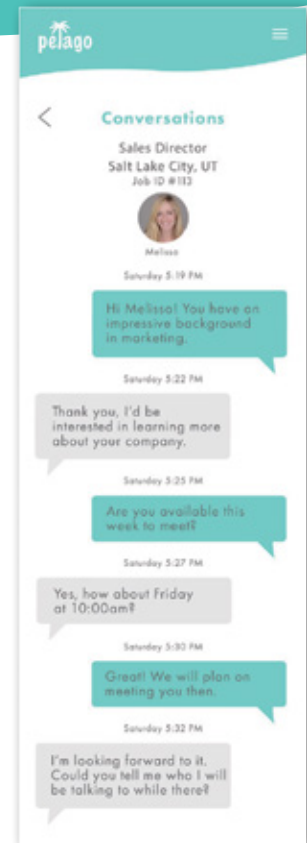 pelago
Conversations
Sales Director
Salt Lake City, UT
Job ID #113
Melissa
Saturday 5:19 PM
Hi Melissa! You have an
impressive background
in marketing.
Saturday 5:22 PM
Thank you, I'd be
interested in learning more
about your company.
Saturday 5:25 PM
Are you available this
week to meet?
Saturday 5:27 PM
Yes, how about Friday
at 10:00am?
Saturday 5:30 PM
Great! We will plan on
meeting you then.
Saturday 5:32 PM
I'm looking forward to it.
Could you tell me who I will
be talking to while there?